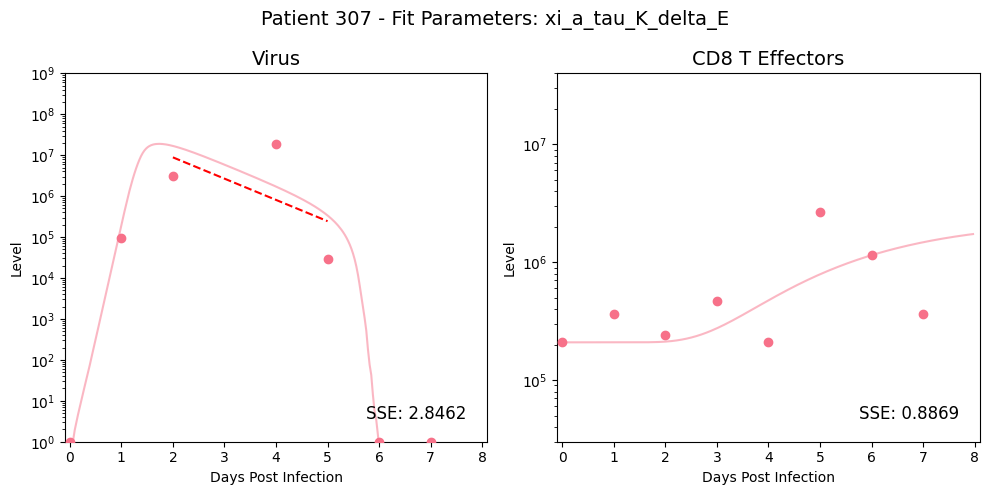 Patient 307 - Fit Parameters: xi_a_tau_K_delta_E
Virus
CD8 T Effectors
Level
10^9
10^8
10^7
10^6
10^5
10^4
10^3
10^2
10^1
10^0
SSE: 2.8462
0 1 2 3 4 5 6 7 8
Days Post Infection
Level
10^7
10^6
10^5
SSE: 0.8869
0 1 2 3 4 5 6 7 8
Days Post Infection